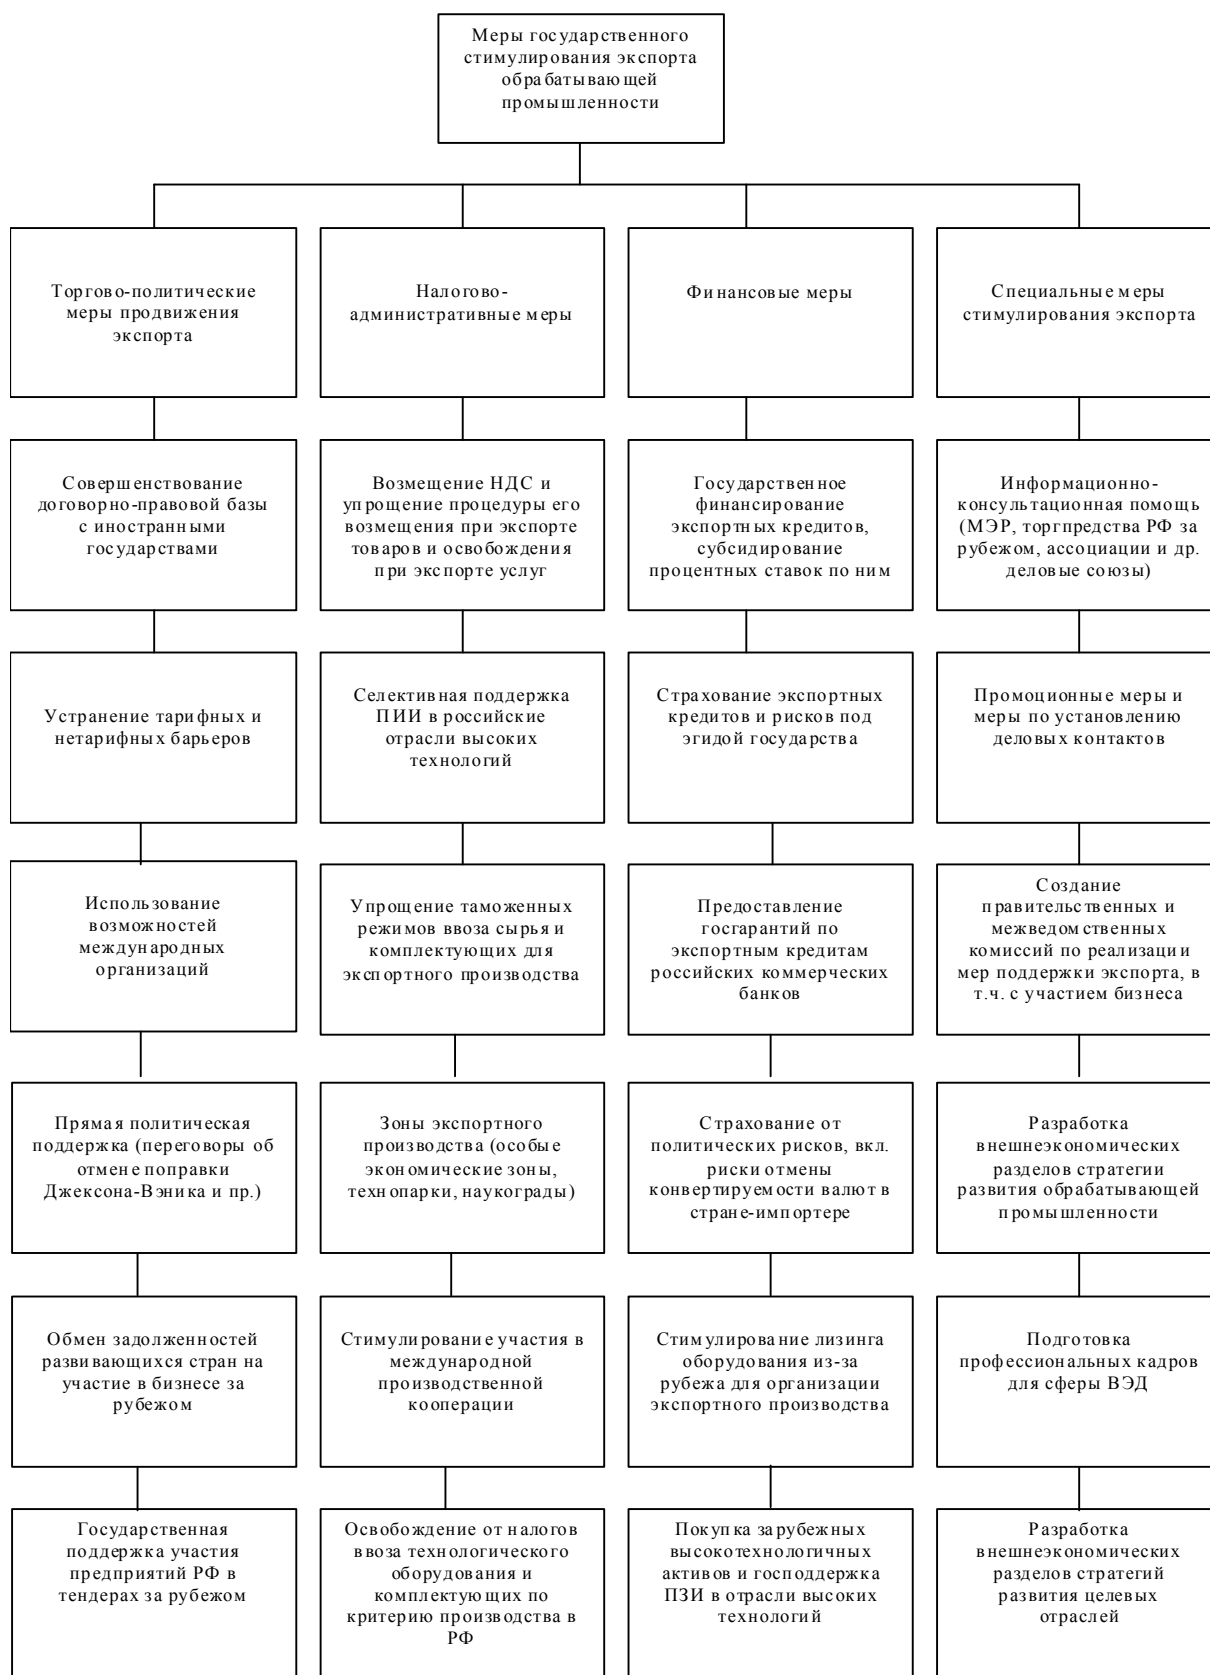 Меры государственного
стимулирования экспорта
обрабатывающей
промышленности
Торгово-политические
меры продвижения
экспорта
Налогово-
административные меры
Финансовые меры
Специальные меры
стимулирования экспорта
Совершенствование
договорно-правовой базы
с иностранными
государствами
Возмещение НДС и
упрощение процедуры его
возмещения при экспорте
товаров и освобождения
при экспорте услуг
Государственное
финансирование
экспортных кредитов,
субсидирование
процентных ставок по ним
Информационно-
консультационная помощь
(МЭР, торгпредства РФ за
рубежом, ассоциации и др.
деловые союзы)
Устранение тарифных и
нетарифных барьеров
Селективная поддержка
ПИИ в российские
отрасли высоких
технологий
Страхование экспортных
кредитов и рисков под
эгидой государства
Промоционные меры и
меры по установлению
деловых контактов
Использование
возможностей
международных
организаций
Упрощение таможенных
режимов ввоза сырья и
комплектующих для
экспортного производства
Предоставление
госгарантий по
экспортным кредитам
российских коммерческих
банков
Создание
правительственных и
межведомственных
комиссий по реализации
мер поддержки экспорта, в
т.ч. с участием бизнеса
Прямая политическая
поддержка (переговоры об
отмене поправки
Джексона-Вэника и пр.)
Зоны экспортного
производства (особые
экономические зоны,
технопарки, наукограды)
Страхование от
политических рисков, вкл.
риски отмены
конвертируемости валют в
стране-импортере
Разработка
внешнеэкономических
разделов стратегии
развития обрабатывающей
промышленности
Обмен задолженностей
развивающихся стран на
участие в бизнесе за
рубежом
Стимулирование участия в
международной
производственной
кооперации
Стимулирование лизинга
оборудования из-за
рубежа для организации
экспортного производства
Подготовка
профессиональных кадров
для сферы ВЭД
Государственная
поддержка участия
предприятий РФ в
тендерах за рубежом
Освобождение от налогов
ввоза технологического
оборудования и
комплектующих по
критерию производства в
РФ
Покупка зарубежных
высокотехнологичных
активов и господдержка
ПЗИ в отрасли высоких
технологий
Разработка
внешнеэкономических
разделов стратегий
развития целевых
отраслей